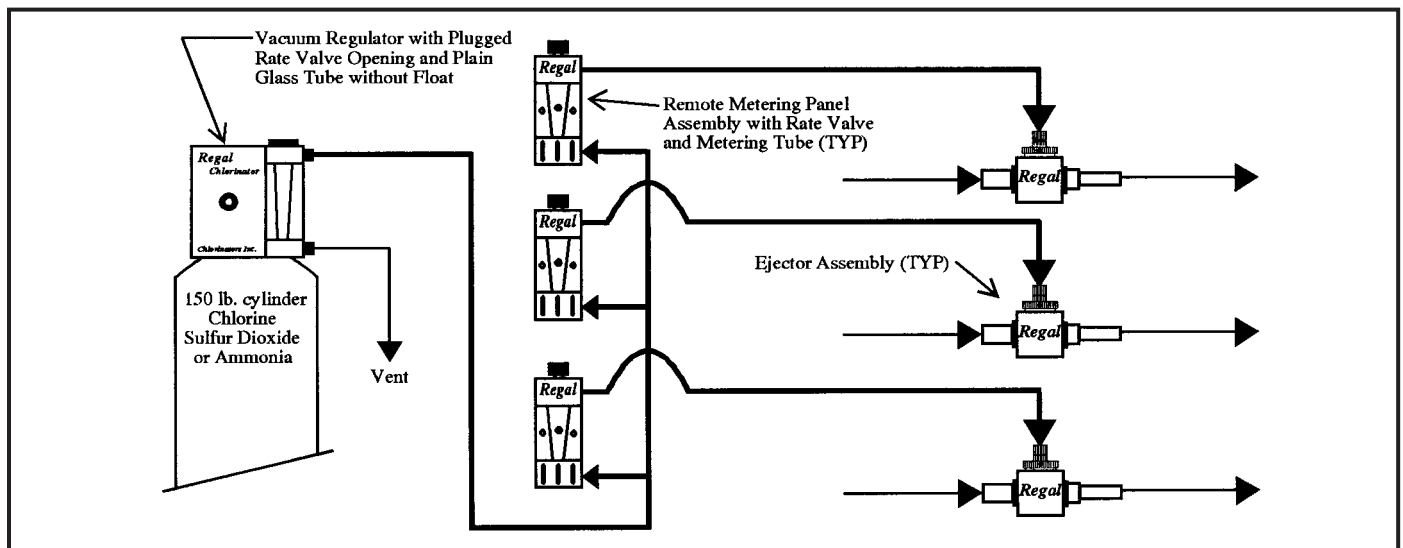 Vacuum Regulator with Plugged
Rate Valve Opening and Plain
Glass Tube without Float
Regal
Chlorinator
Chlorinators Inc.
150 lb. cylinder
Chlorine
Sulfur Dioxide
or Ammonia
Vent
Regal
Remote Metering Panel
Assembly with Rate Valve
and Metering Tube (TYP)
Regal
Regal
Ejector Assembly (TYP)
Regal
Regal
Regal